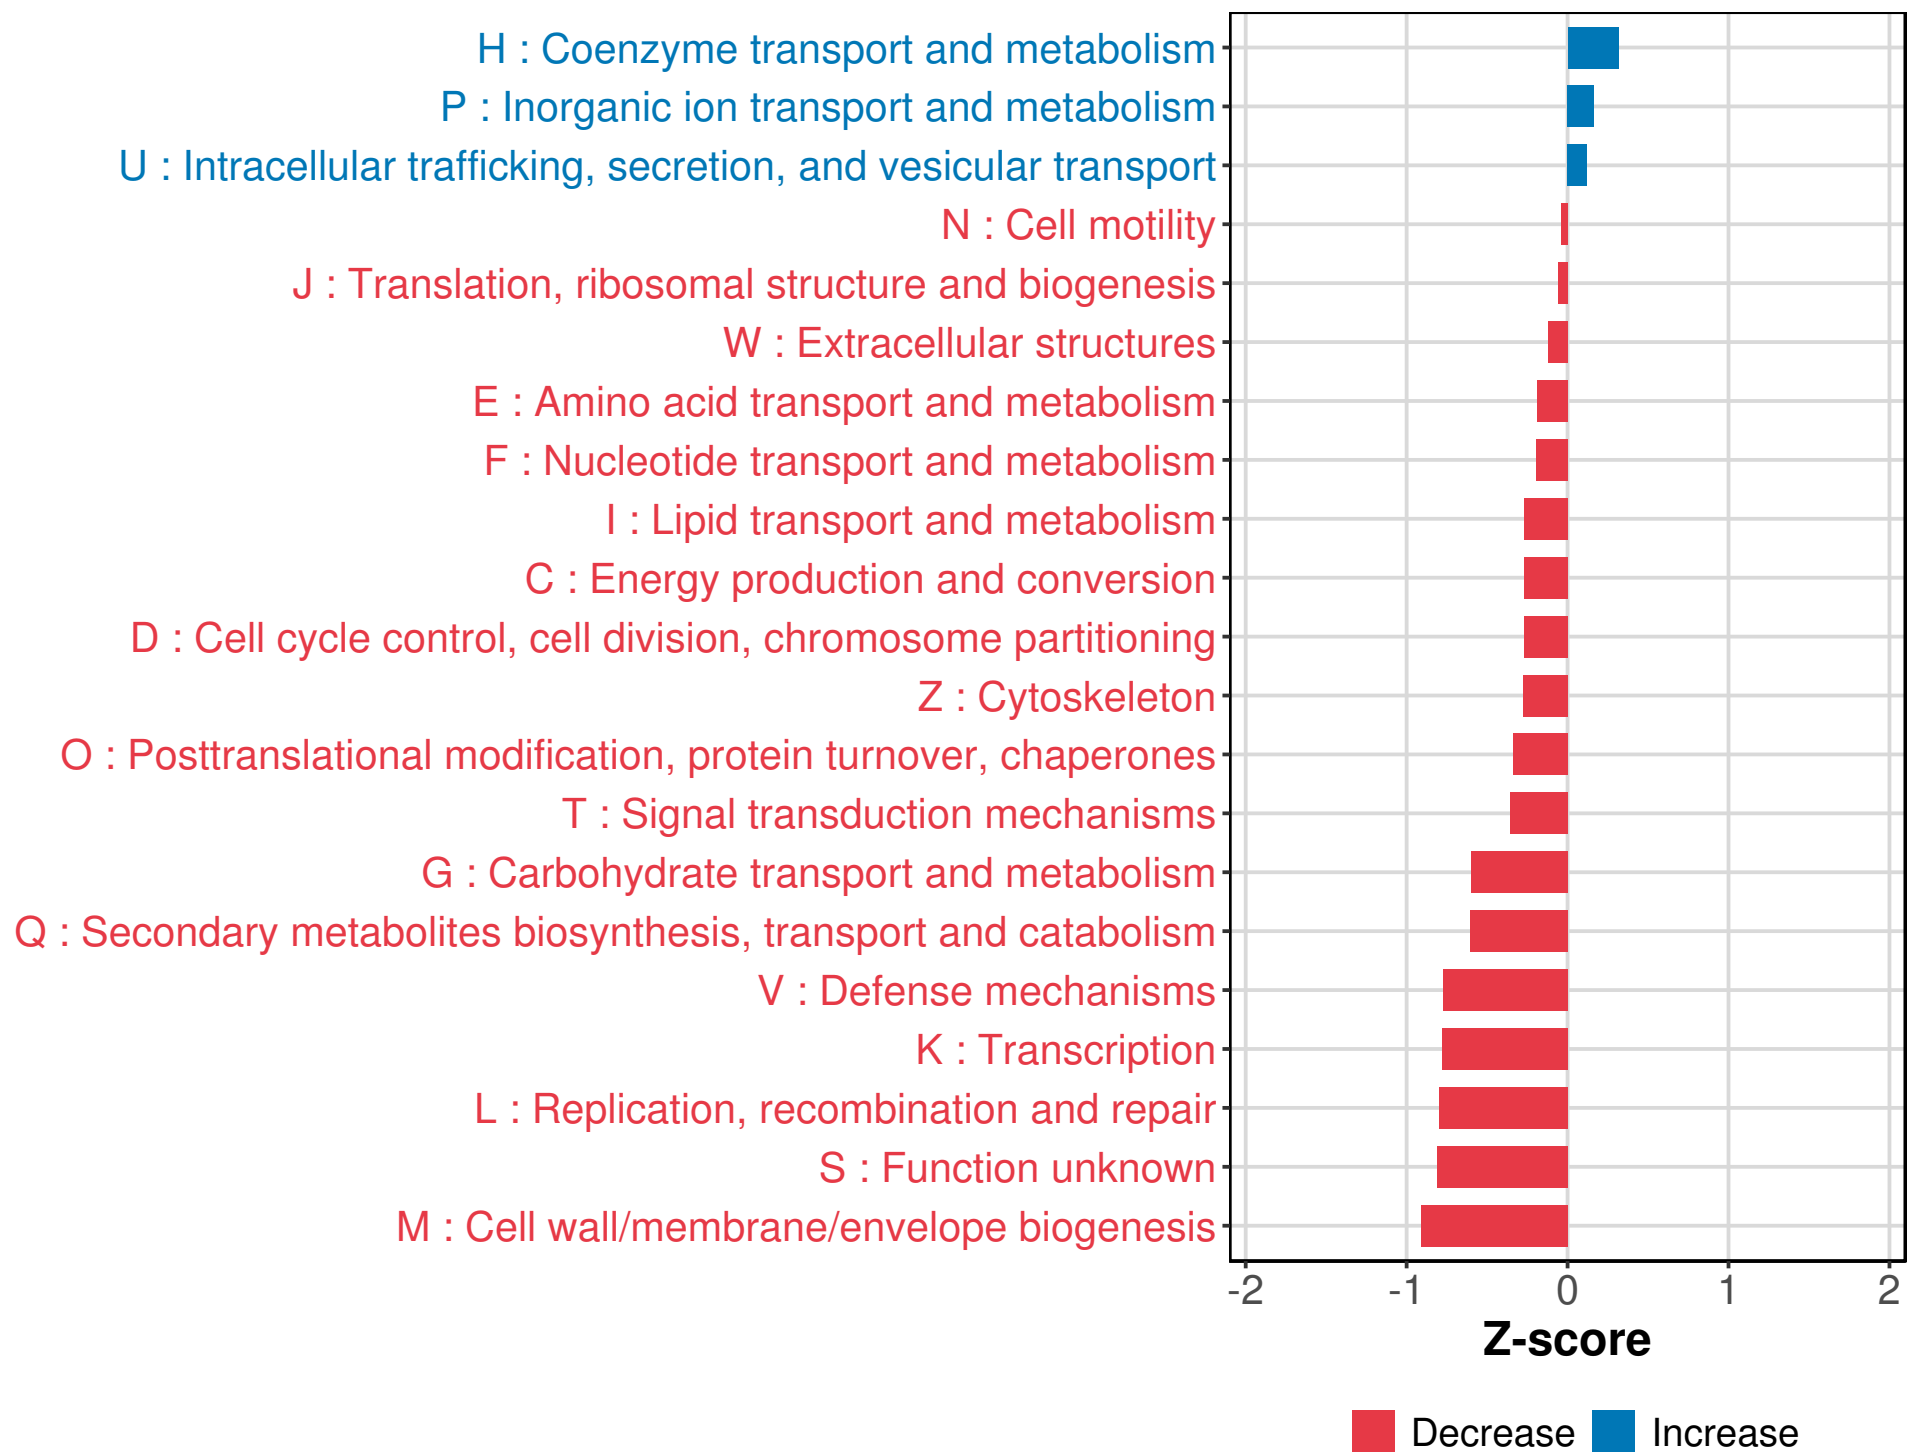 H : Coenzyme transport and metabolism
P : Inorganic ion transport and metabolism
U : Intracellular trafficking, secretion, and vesicular transport
N : Cell motility
J : Translation, ribosomal structure and biogenesis
W : Extracellular structures
E : Amino acid transport and metabolism
F : Nucleotide transport and metabolism
I : Lipid transport and metabolism
C : Energy production and conversion
D : Cell cycle control, cell division, chromosome partitioning
Z : Cytoskeleton
O : Posttranslational modification, protein turnover, chaperones
T : Signal transduction mechanisms
G : Carbohydrate transport and metabolism
Q : Secondary metabolites biosynthesis, transport and catabolism
V : Defense mechanisms
K : Transcription
L : Replication, recombination and repair
S : Function unknown
M : Cell wall/membrane/envelope biogenesis
-2 -1 0 1 2
Z-score
Decrease Increase